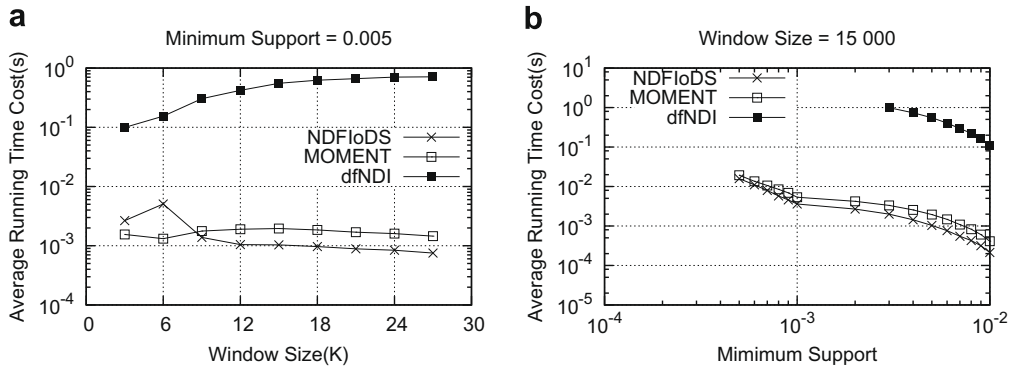 a
Minimum Support = 0.005
Average Running Time Cost(s)
10^0
10^-1
10^-2
10^-3
10^-4
NDFIoDS
MOMENT
dfNDI
0 6 12 18 24 30
Window Size(K)
b
Window Size = 15 000
Average Running Time Cost(s)
10^1
10^0
10^-1
10^-2
10^-3
10^-4
10^-5
NDFIoDS
MOMENT
dfNDI
10^-4 10^-3 10^-2
Mimimum Support